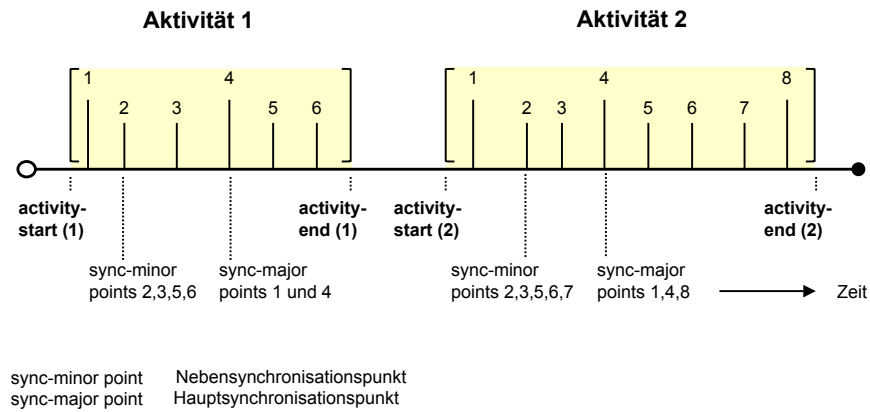 Aktivität 1
Aktivität 2
1 4 1 4 8
2 3 5 6 2 3 5 6 7
activity-
start (1)
activity-
end (1)
activity-
start (2)
activity-
end (2)
sync-minor
points 2,3,5,6
sync-major
points 1 und 4
sync-minor
points 2,3,5,6,7
sync-major
points 1,4,8
Zeit
sync-minor point Nebensynchronisationspunkt
sync-major point Hauptsynchronisationspunkt